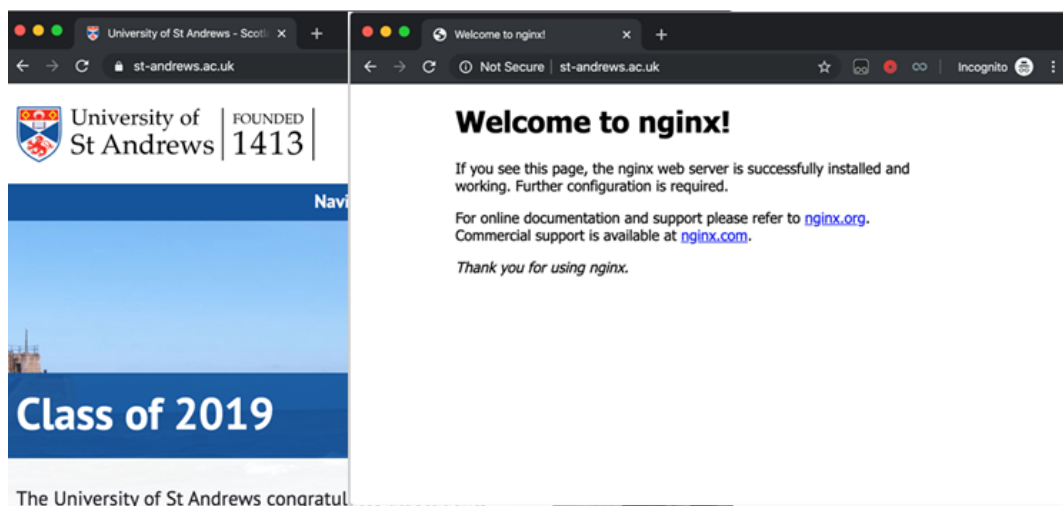 University of St Andrews - Scotl
st-andrews.ac.uk
University of
St Andrews
FOUNDED
1413
Navi
Class of 2019
The University of St Andrews congratul
Welcome to nginx!
Not Secure
st-andrews.ac.uk
Incognito
Welcome to nginx!
If you see this page, the nginx web server is successfully installed and
working. Further configuration is required.
For online documentation and support please refer to nginx.org.
Commercial support is available at nginx.com.
Thank you for using nginx.